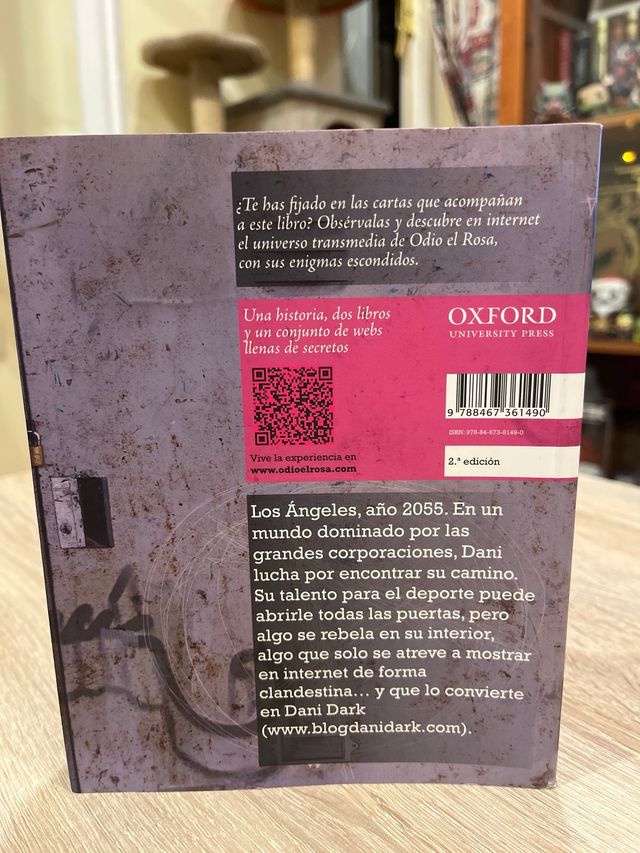 ¿Te has fijado en las cartas que acompañan
a este libro? Obsérvalas y descubre en internet
el universo transmedia de Odio el Rosa,
con sus enigmas escondidos.
Una historia, dos libros
y un conjunto de webs
llenas de secretos
OXFORD
UNIVERSITY PRESS
9 788467 361490
ISBN: 978-84-673-6149-0
Vive la experiencia en
www.odioelrosa.com
2.ª edición
Los Ángeles, año 2055. En un
mundo dominado por las
grandes corporaciones, Dani
lucha por encontrar su camino.
Su talento para el deporte puede
abrirle todas las puertas, pero
algo se rebela en su interior,
algo que solo se atreve a mostrar
en internet de forma
clandestina... y que lo convierte
en Dani Dark
(www.blogdanidark.com).